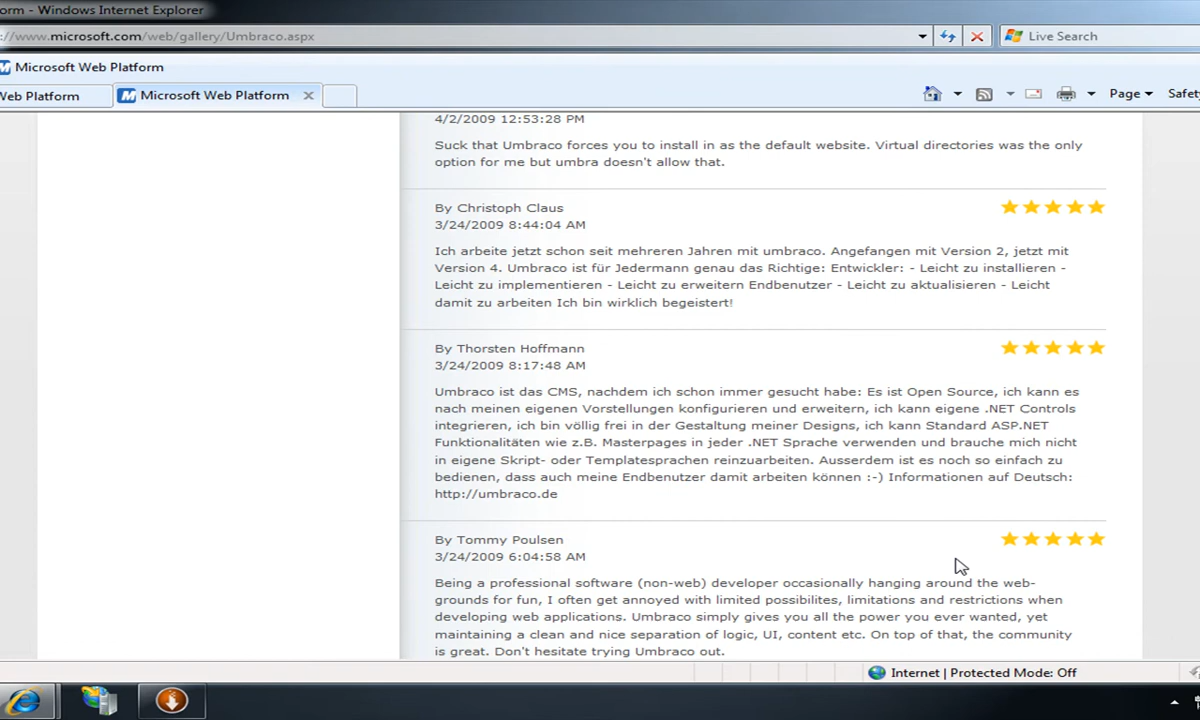 orm - Windows Internet Explorer
://www.microsoft.com/web/gallery/Umbraco.aspx
Live Search
Microsoft Web Platform
Web Platform
Microsoft Web Platform
Page
Safety
4/2/2009 12:53:28 PM
Suck that Umbraco forces you to install in as the default website. Virtual directories was the only
option for me but umbra doesn't allow that.
By Christoph Claus
3/24/2009 8:44:04 AM
Ich arbeite jetzt schon seit mehreren Jahren mit umbraco. Angefangen mit Version 2, jetzt mit
Version 4. Umbraco ist für Jedermann genau das Richtige: Entwickler: - Leicht zu installieren -
Leicht zu implementieren - Leicht zu erweitern Endbenutzer - Leicht zu aktualisieren - Leicht
damit zu arbeiten Ich bin wirklich begeistert!
By Thorsten Hoffmann
3/24/2009 8:17:48 AM
Umbraco ist das CMS, nachdem ich schon immer gesucht habe: Es ist Open Source, ich kann es
nach meinen eigenen Vorstellungen konfigurieren und erweitern, ich kann eigene .NET Controls
integrieren, ich bin völlig frei in der Gestaltung meiner Designs, ich kann Standard ASP.NET
Funktionalitäten wie z.B. Masterpages in jeder .NET Sprache verwenden und brauche mich nicht
in eigene Skript- oder Templatesprachen reinzuarbeiten. Ausserdem ist es noch so einfach zu
bedienen, dass auch meine Endbenutzer damit arbeiten können :-) Informationen auf Deutsch:
http://umbraco.de
By Tommy Poulsen
3/24/2009 6:04:58 AM
Being a professional software (non-web) developer occasionally hanging around the web-
grounds for fun, I often get annoyed with limited possibilites, limitations and restrictions when
developing web applications. Umbraco simply gives you all the power you ever wanted, yet
maintaining a clean and nice separation of logic, UI, content etc. On top of that, the community
is great. Don't hesitate trying Umbraco out.
Internet | Protected Mode: Off